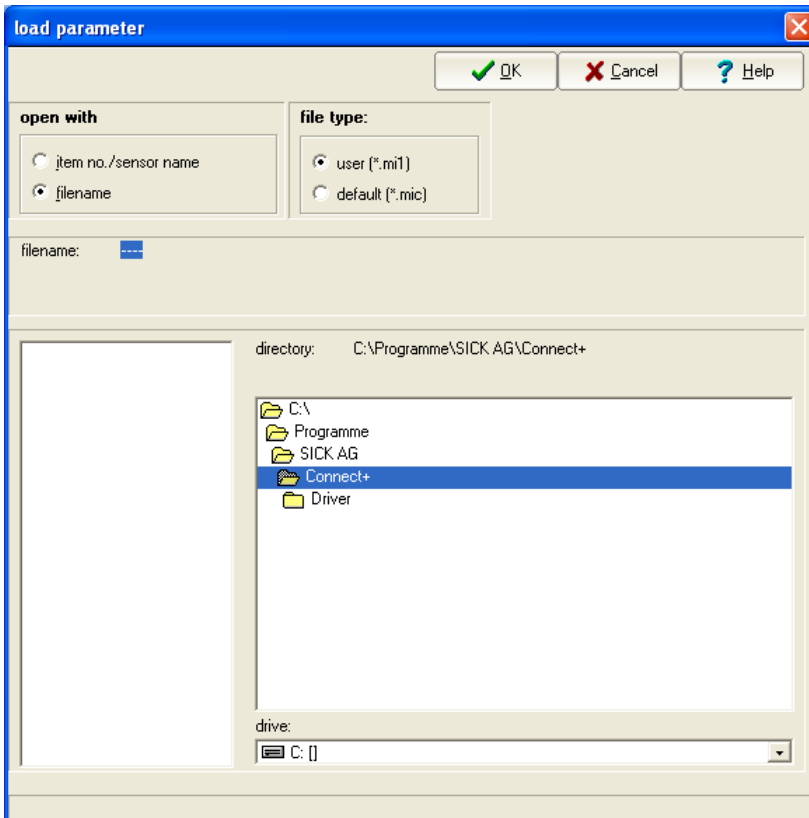 load parameter
OK Cancel Help
open with
item no./sensor name
filename
file type:
user (*.mi1)
default (*.mic)
filename: ----
directory: C:\Programme\SICK AG\Connect+
C:\
Programme
SICK AG
Connect+
Driver
drive:
C: []